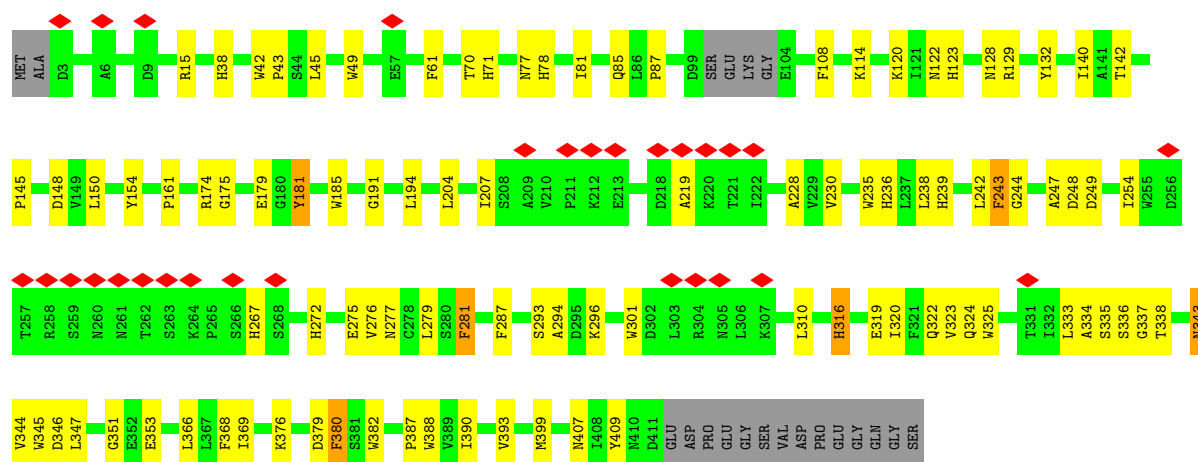 MET ALA D3 A6 D9 R15 H38 W42 P43 S44 L45 W49 E57 F61 T70 H71 N77 H78 I81 Q85 L86 P87 D99 SER GLU LYS GLY E104 F108 K114 K120 I121 N122 H123 N128 R129 Y132 I140 A141 T142
P145 D148 V149 L150 Y154 P161 R174 G175 E179 G180 Y181 W185 G191 L194 L204 I207 S208 A209 V210 P211 K212 E213 D218 A219 K220 T221 I222 A228 V229 V230 W235 H236 L237 L238 H239 L242 F243 G244 A247 D248 D249 I254 W255 D256
T257 R258 S259 N260 N261 T262 S263 K264 P265 S266 H267 S268 H272 E275 V276 N277 C278 L279 S280 F281 F287 S293 A294 D295 K296 W301 D302 L303 R304 N305 L306 K307 L310 H316 E319 I320 F321 Q322 V323 Q324 W325 T331 I332 L333 A334 S335 S336 G337 T338 N343
V344 W345 D346 L347 G351 E352 E353 L366 L367 F368 I369 K376 D379 F380 S381 W382 P387 W388 V389 I390 V393 M399 N407 I408 Y409 N410 D411 GLU ASP PRO GLU GLY SER VAL ASP PRO GLU GLY GLN GLY SER